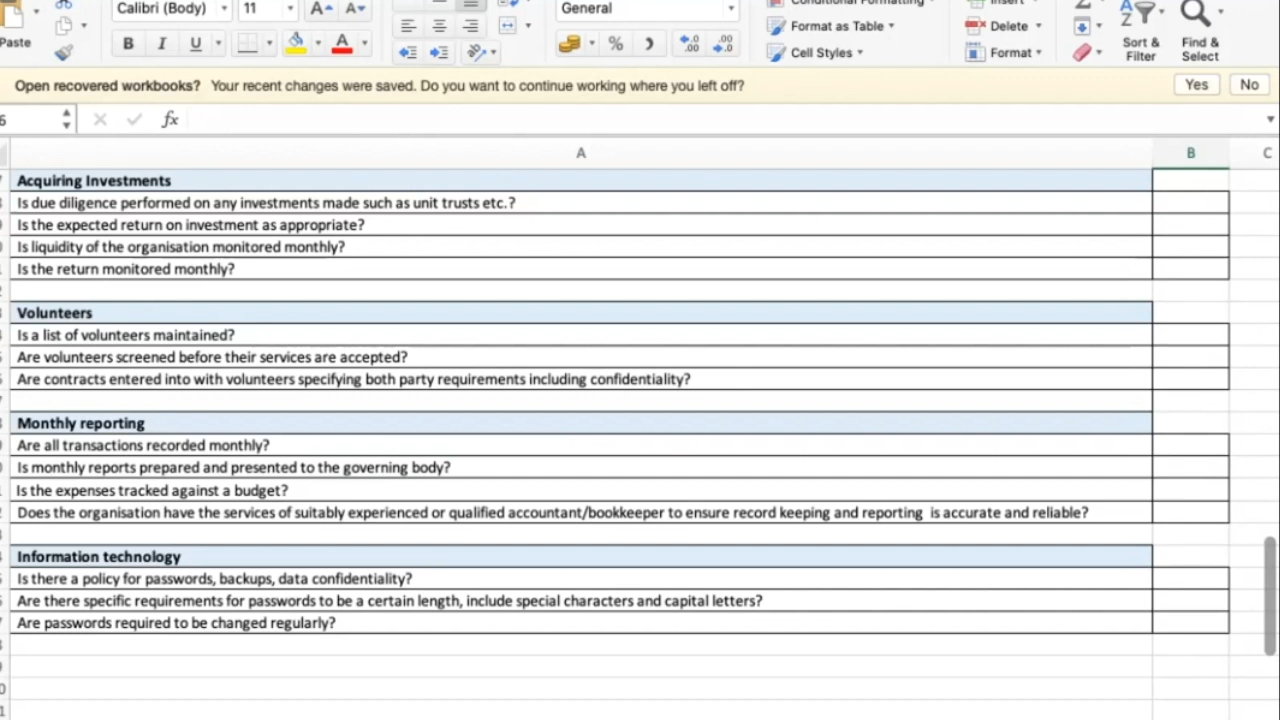 Calibri (Body) 11 A A General Conditional Formatting Insert
Paste B I U A % Format as Table Delete Sort & Filter Find & Select
Cell Styles Format
Open recovered workbooks? Your recent changes were saved. Do you want to continue working where you left off? Yes No
6 fx
A B C
Acquiring Investments
Is due diligence performed on any investments made such as unit trusts etc.?
Is the expected return on investment as appropriate?
Is liquidity of the organisation monitored monthly?
Is the return monitored monthly?
Volunteers
Is a list of volunteers maintained?
Are volunteers screened before their services are accepted?
Are contracts entered into with volunteers specifying both party requirements including confidentiality?
Monthly reporting
Are all transactions recorded monthly?
Is monthly reports prepared and presented to the governing body?
Is the expenses tracked against a budget?
Does the organisation have the services of suitably experienced or qualified accountant/bookkeeper to ensure record keeping and reporting is accurate and reliable?
Information technology
Is there a policy for passwords, backups, data confidentiality?
Are there specific requirements for passwords to be a certain length, include special characters and capital letters?
Are passwords required to be changed regularly?